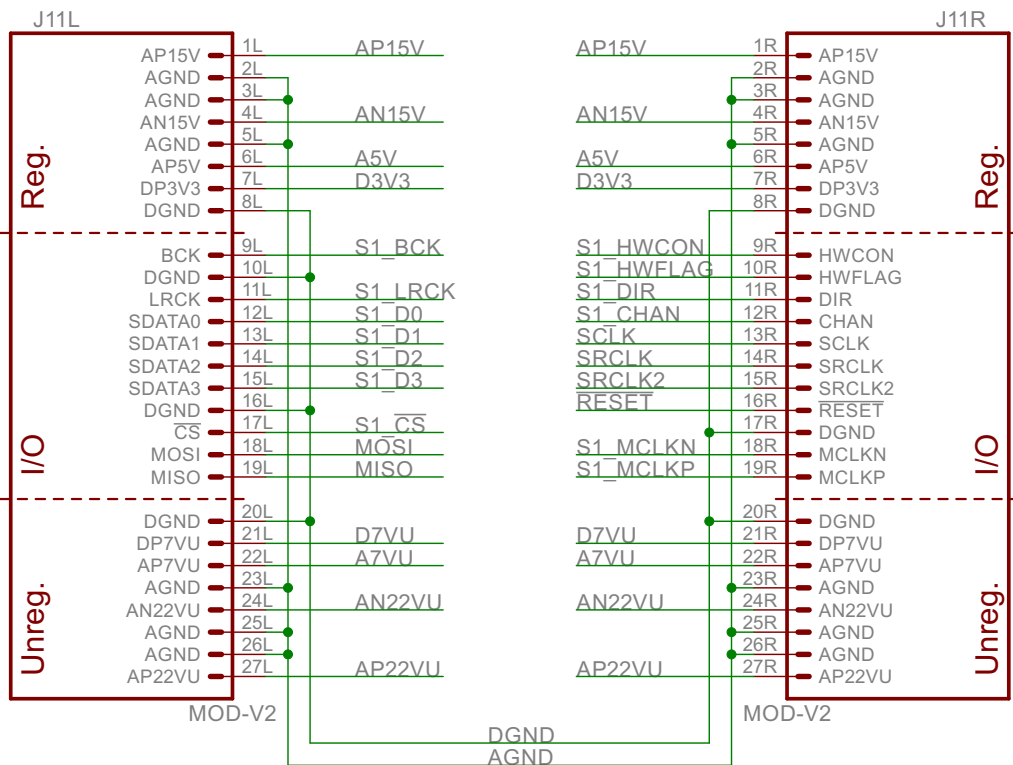 J11L J11R
AP15V 1L AP15V AP15V 1R AP15V
AGND 2L 2R AGND
AGND 3L 3R AGND
AN15V 4L AN15V AN15V 4R AN15V
AGND 5L 5R AGND
AP5V 6L A5V A5V 6R AP5V
DP3V3 7L D3V3 D3V3 7R DP3V3
DGND 8L 8R DGND
Reg. Reg.
BCK 9L S1_BCK S1_HWCON 9R HWCON
DGND 10L S1_HWFLAG 10R HWFLAG
LRCK 11L S1_LRCK S1_DIR 11R DIR
SDATA0 12L S1_D0 S1_CHAN 12R CHAN
SDATA1 13L S1_D1 SCLK 13R SCLK
SDATA2 14L S1_D2 SRCLK 14R SRCLK
SDATA3 15L S1_D3 SRCLK2 15R SRCLK2
DGND 16L RESET 16R RESET
CS 17L S1_CS 17R DGND
MOSI 18L MOSI S1_MCLKN 18R MCLKN
MISO 19L MISO S1_MCLKP 19R MCLKP
I/O I/O
DGND 20L 20R DGND
DP7VU 21L D7VU D7VU 21R DP7VU
AP7VU 22L A7VU A7VU 22R AP7VU
AGND 23L 23R AGND
AN22VU 24L AN22VU AN22VU 24R AN22VU
AGND 25L 25R AGND
AGND 26L 26R AGND
AP22VU 27L AP22VU AP22VU 27R AP22VU
Unreg. Unreg.
MOD-V2 MOD-V2
DGND
AGND